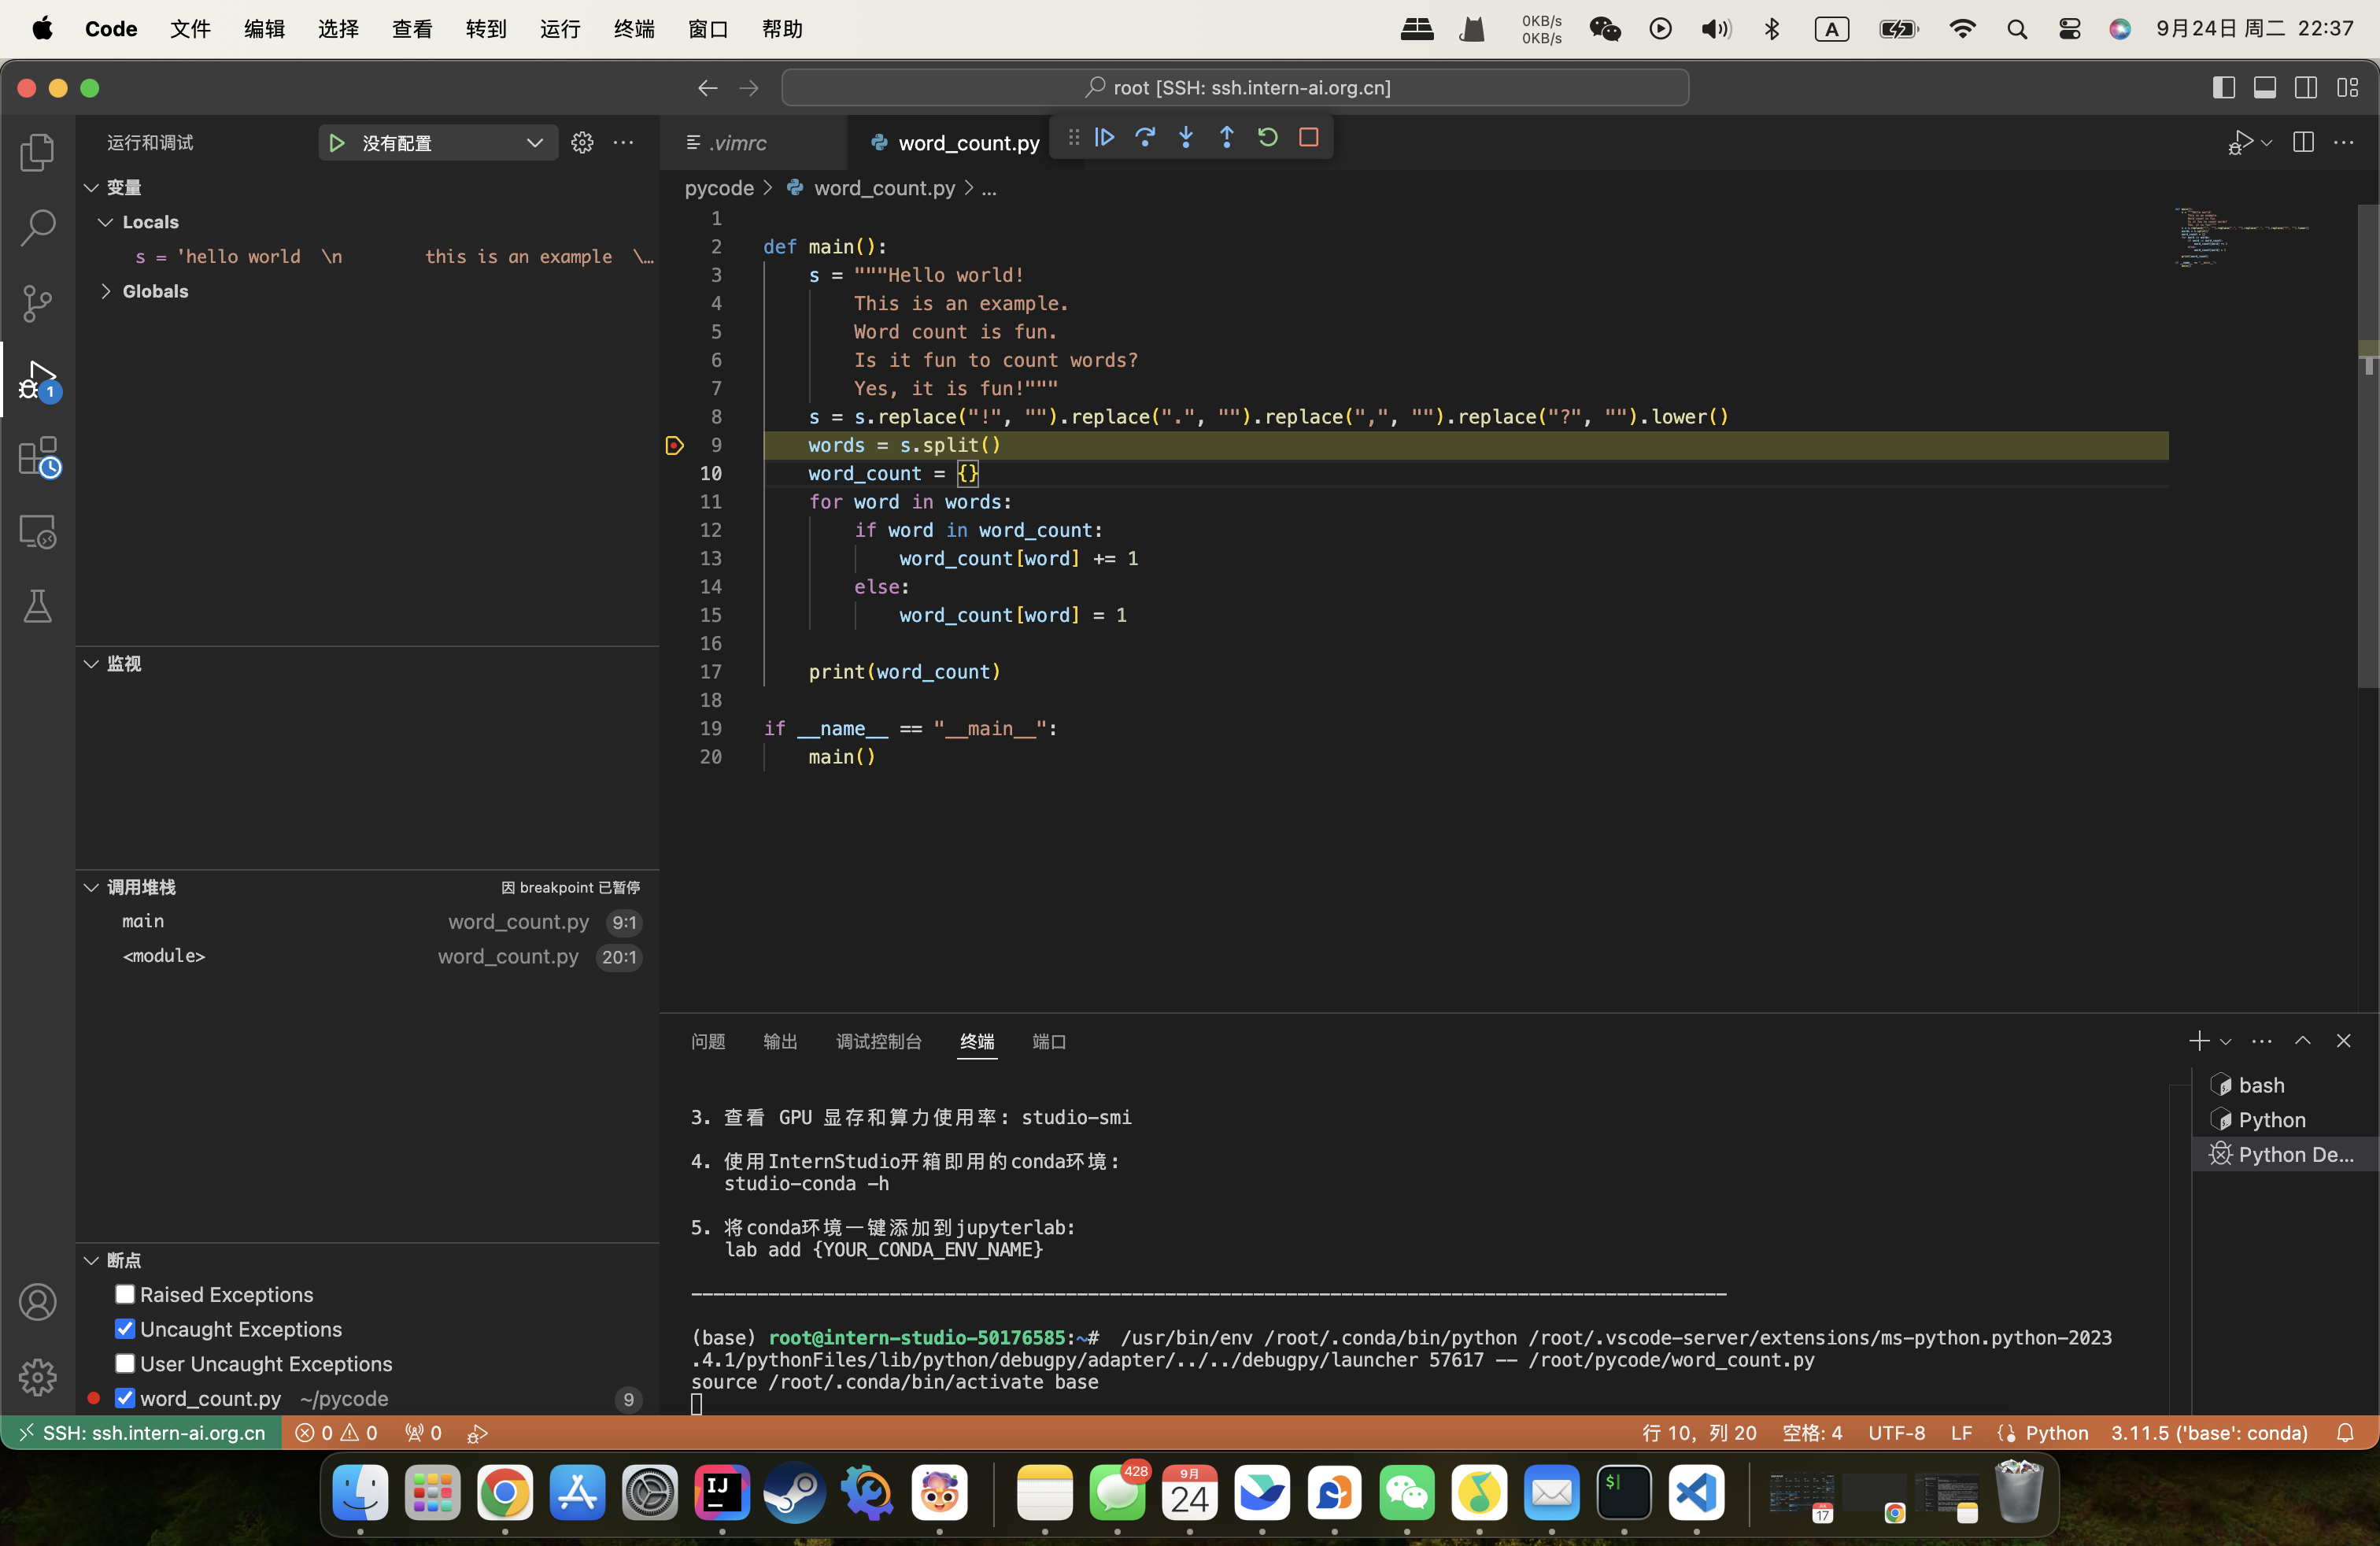 Code 文件 编辑 选择 查看 转到 运行 终端 窗口 帮助
0KB/s
0KB/s
A
9月24日 周二 22:37
root [SSH: ssh.intern-ai.org.cn]
运行和调试
没有配置
变量
Locals
s = 'hello world  \n        this is an example  \…
Globals
1
监视
调用堆栈
因 breakpoint 已暂停
main word_count.py 9:1
<module> word_count.py 20:1
断点
Raised Exceptions
Uncaught Exceptions
User Uncaught Exceptions
word_count.py ~/pycode 9
.vimrc
word_count.py
pycode > word_count.py > ...
1
2 def main():
3     s = """Hello world!
4         This is an example.
5         Word count is fun.
6         Is it fun to count words?
7         Yes, it is fun!"""
8     s = s.replace("!", "").replace(".", "").replace(",", "").replace("?", "").lower()
9     words = s.split()
10     word_count = {}
11     for word in words:
12         if word in word_count:
13             word_count[word] += 1
14         else:
15             word_count[word] = 1
16
17     print(word_count)
18
19 if __name__ == "__main__":
20     main()
问题 输出 调试控制台 终端 端口
3. 查看 GPU 显存和算力使用率: studio-smi
4. 使用InternStudio开箱即用的conda环境:
studio-conda -h
5. 将conda环境一键添加到jupyterlab:
lab add {YOUR_CONDA_ENV_NAME}
(base) root@intern-studio-50176585:~#  /usr/bin/env /root/.conda/bin/python /root/.vscode-server/extensions/ms-python.python-2023
.4.1/pythonFiles/lib/python/debugpy/adapter/../../debugpy/launcher 57617 -- /root/pycode/word_count.py
source /root/.conda/bin/activate base
bash
Python
Python De...
SSH: ssh.intern-ai.org.cn 0 0 0
行 10，列 20 空格: 4 UTF-8 LF Python 3.11.5 ('base': conda)
IJ
428
9月
24
$
17